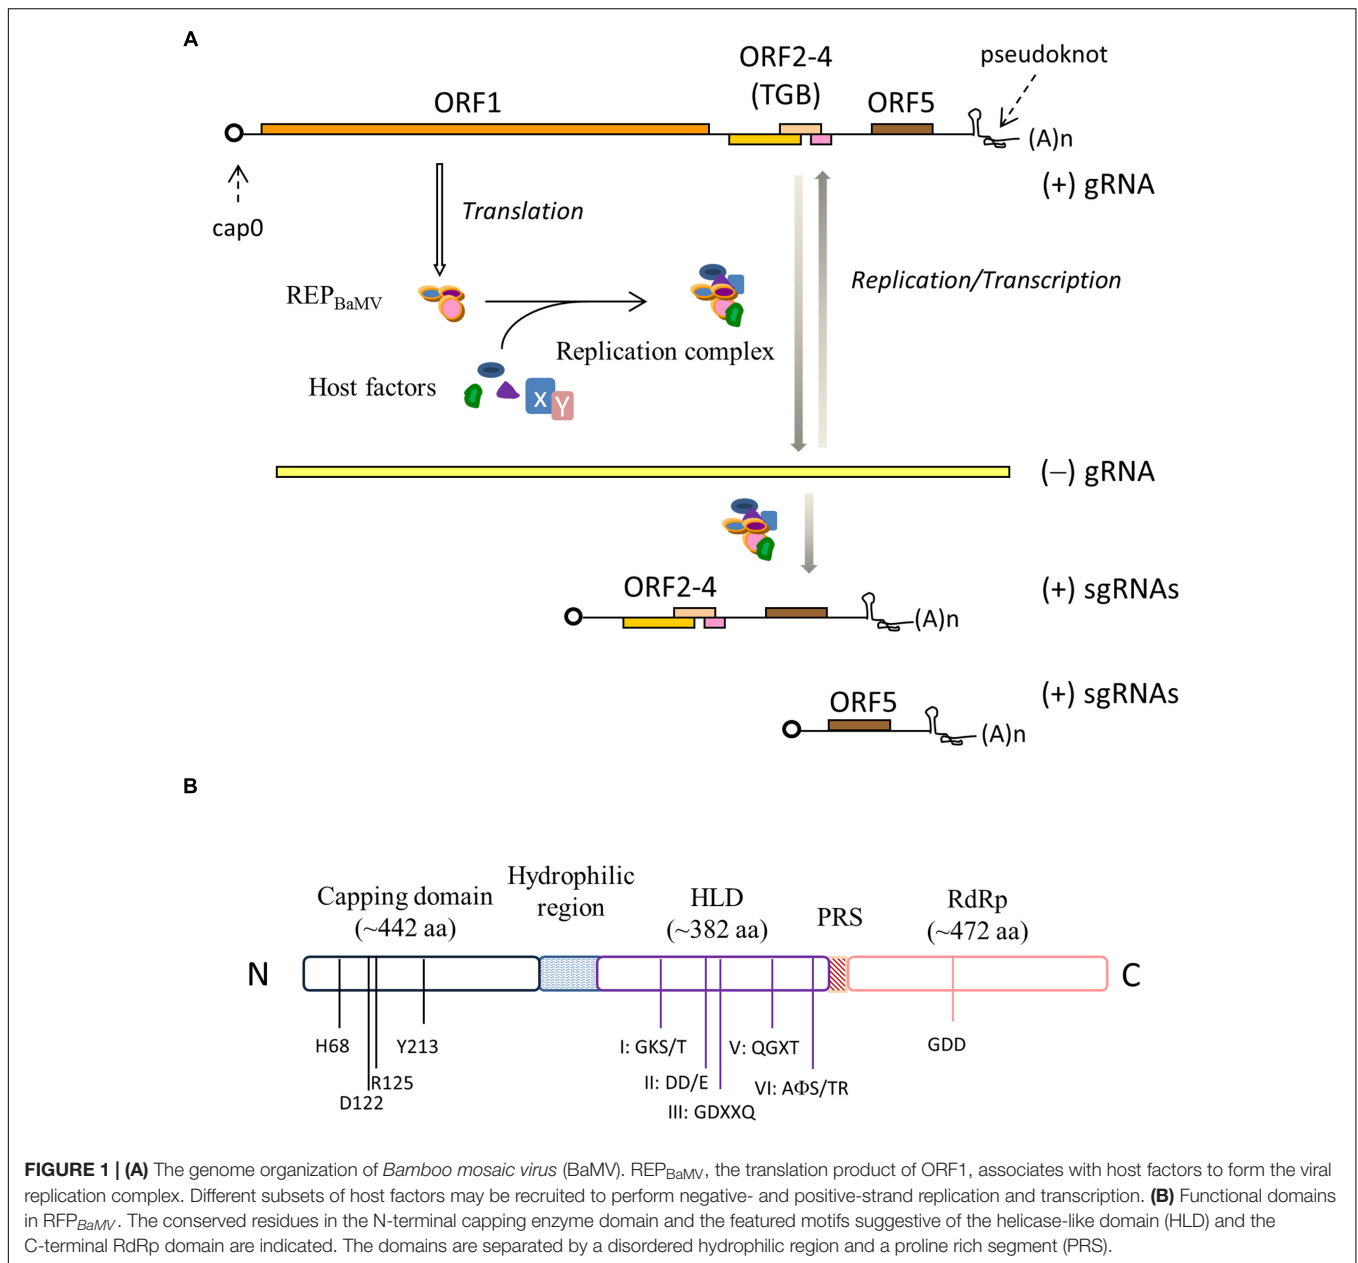 A
ORF1
ORF2-4
(TGB)
ORF5
pseudoknot
(A)n
(+) gRNA
cap0
Translation
Replication/Transcription
REPBaMV
Replication complex
Host factors
X
Y
(–) gRNA
ORF2-4
(A)n
(+) sgRNAs
ORF5
(A)n
(+) sgRNAs
B
Capping domain
(~442 aa)
Hydrophilic
region
HLD
(~382 aa)
PRS
RdRp
(~472 aa)
N
C
H68
D122
R125
Y213
I: GKS/T
II: DD/E
III: GDXXQ
V: QGXT
VI: AΦS/TR
GDD
FIGURE 1 | (A) The genome organization of Bamboo mosaic virus (BaMV). REPBaMV, the translation product of ORF1, associates with host factors to form the viral
replication complex. Different subsets of host factors may be recruited to perform negative- and positive-strand replication and transcription. (B) Functional domains
in RFPBaMV. The conserved residues in the N-terminal capping enzyme domain and the featured motifs suggestive of the helicase-like domain (HLD) and the
C-terminal RdRp domain are indicated. The domains are separated by a disordered hydrophilic region and a proline rich segment (PRS).